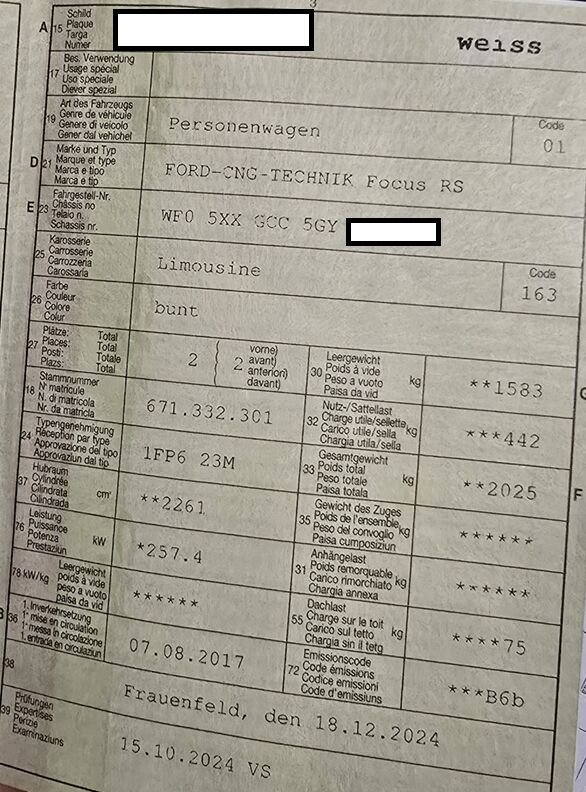 3
A 15 Schild
Plaque
Targa
Numer
weiss
17 Bes. Verwendung
Usage spécial
Uso speciale
Diever spezial
19 Art des Fahrzeugs
Genre de véhicule
Genere di veicolo
Gener dal vehichel
Personenwagen
Code
01
D 21 Marke und Typ
Marque et type
Marca e tipo
Marca e tip
FORD-CNG-TECHNIK Focus RS
E 23 Fahrgestell-Nr.
Châssis no
Telaio n.
Schassis nr.
WF0 5XX GCC 5GY
25 Karosserie
Carrosserie
Carrozzeria
Carossaria
Limousine
Code
163
26 Farbe
Couleur
Colore
Colur
bunt
27 Plätze: Total
Places: Total
Posti: Totale
Plazs: Total
2 { 2 vorne)
avant)
anteriori)
davant)
30 Leergewicht
Poids à vide kg
Peso a vuoto
Paisa da vid
**1583
G
18 Stammnummer
N° matricule
N. di matricola
Nr. da matricla
671.332.301
32 Nutz-/Sattellast
Charge utile/sellette kg
Carico utile/sella
Chargia utila/sella
***442
24 Typengenehmigung
Réception par type
Approvazione del tipo
Approvaziun dal tip
1FP6 23M
33 Gesamtgewicht
Poids total kg
Peso totale
Paisa totala
**2025
F
37 Hubraum
Cylindrée cm³
Cilindrata
Cilindrada
**2261
35 Gewicht des Zuges
Poids de l'ensemble kg
Peso del convoglio
Paisa cumposiziun
******
76 Leistung
Puissance kW
Potenza
Prestaziun
*257.4
31 Anhängelast
Poids remorquable kg
Carico rimorchiato
Chargia annexa
******
78 kW/kg Leergewicht
poids à vide
peso a vuoto
paisa da vid
******
55 Dachlast
Charge sur le toit kg
Carico sul tetto
Chargia sin il tetg
****75
B 36 1. Inverkehrsetzung
1re mise en circulation
1a messa in circolazione
1. entrada en circulaziun
07.08.2017
72 Emissionscode
Code émissions
Codice emissioni
Code d'emissiuns
***B6b
38
Frauenfeld, den 18.12.2024
39 Prüfungen
Expertises
Perizie
Examinaziuns
15.10.2024 VS